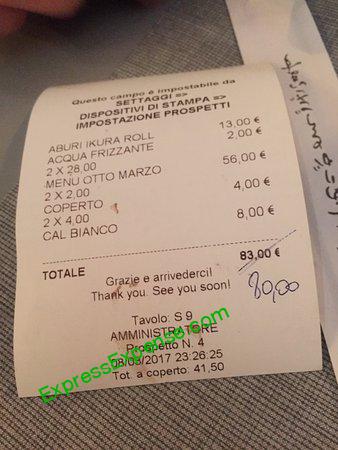 Questo campo è impostabile da
SETTAGGI =>
DISPOSITIVI DI STAMPA =>
IMPOSTAZIONE PROSPETTI
ABURI IKURA ROLL 13,00 €
ACQUA FRIZZANTE 2,00 €
2 X 28,00
MENU OTTO MARZO 56,00 €
2 X 2,00
COPERTO 4,00 €
2 X 4,00
CAL BIANCO 8,00 €
TOTALE 83,00 €
80,00
Grazie e arrivederci!
Thank you. See you soon!
Tavolo: S 9
AMMINISTRATORE
Prospetto N. 4
08/03/2017 23:26:25
Tot. a coperto: 41,50
ExpressExpense.com